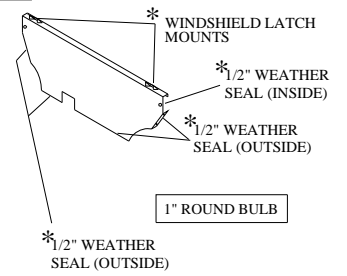 * WINDSHIELD LATCH
MOUNTS
*1/2" WEATHER
SEAL (INSIDE)
*1/2" WEATHER
SEAL (OUTSIDE)
1" ROUND BULB
*1/2" WEATHER
SEAL (OUTSIDE)